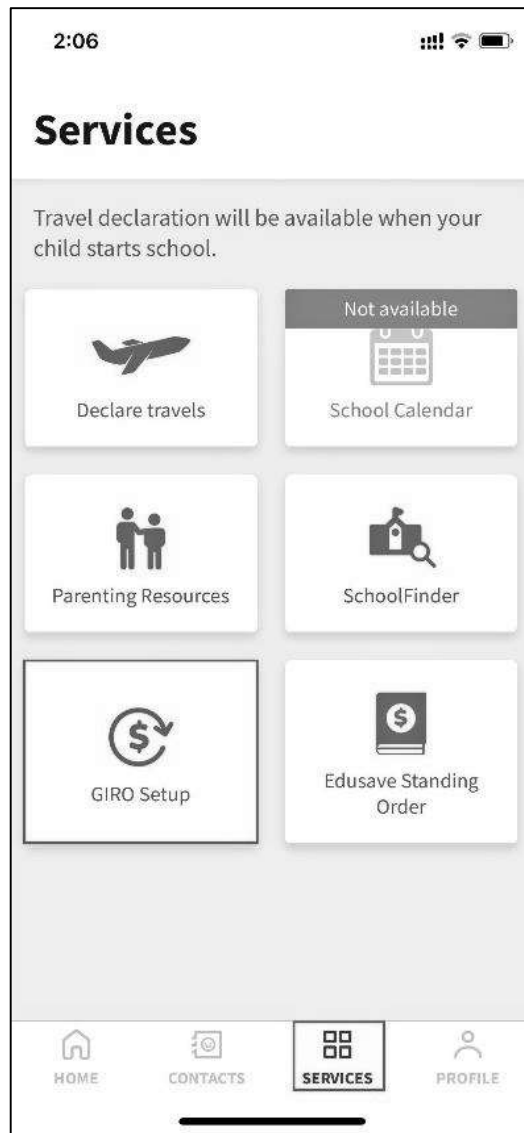 2:06
Services
Travel declaration will be available when your
child starts school.
Declare travels
Not available
School Calendar
Parenting Resources
SchoolFinder
$
GIRO Setup
$
Edusave Standing
Order
HOME
CONTACTS
SERVICES
PROFILE